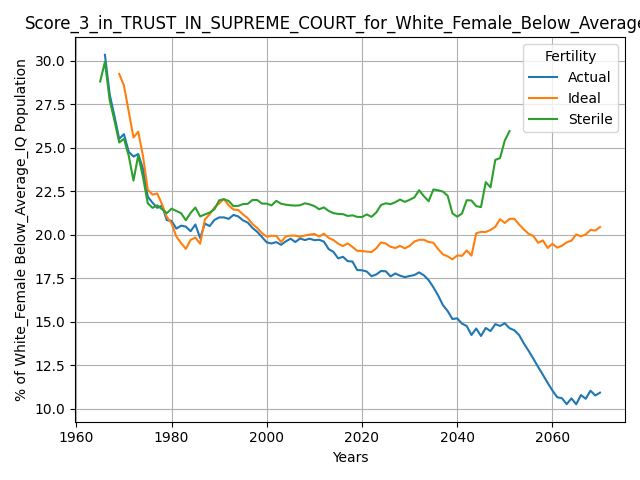 Score_3_in_TRUST_IN_SUPREME_COURT_for_White_Female_Below_Average
Fertility
Actual
Ideal
Sterile
% of White_Female Below_Average_IQ Population
30.0
27.5
25.0
22.5
20.0
17.5
15.0
12.5
10.0
1960
1980
2000
2020
2040
2060
Years